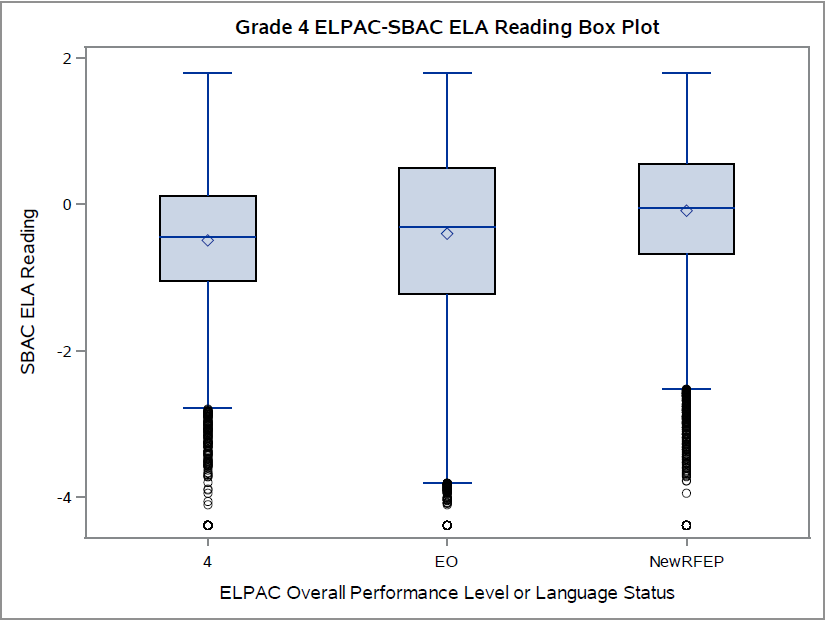 Grade 4 ELPAC-SBAC ELA Reading Box Plot
2
0
-2
-4
SBAC ELA Reading
4 EO NewRFEP
ELPAC Overall Performance Level or Language Status